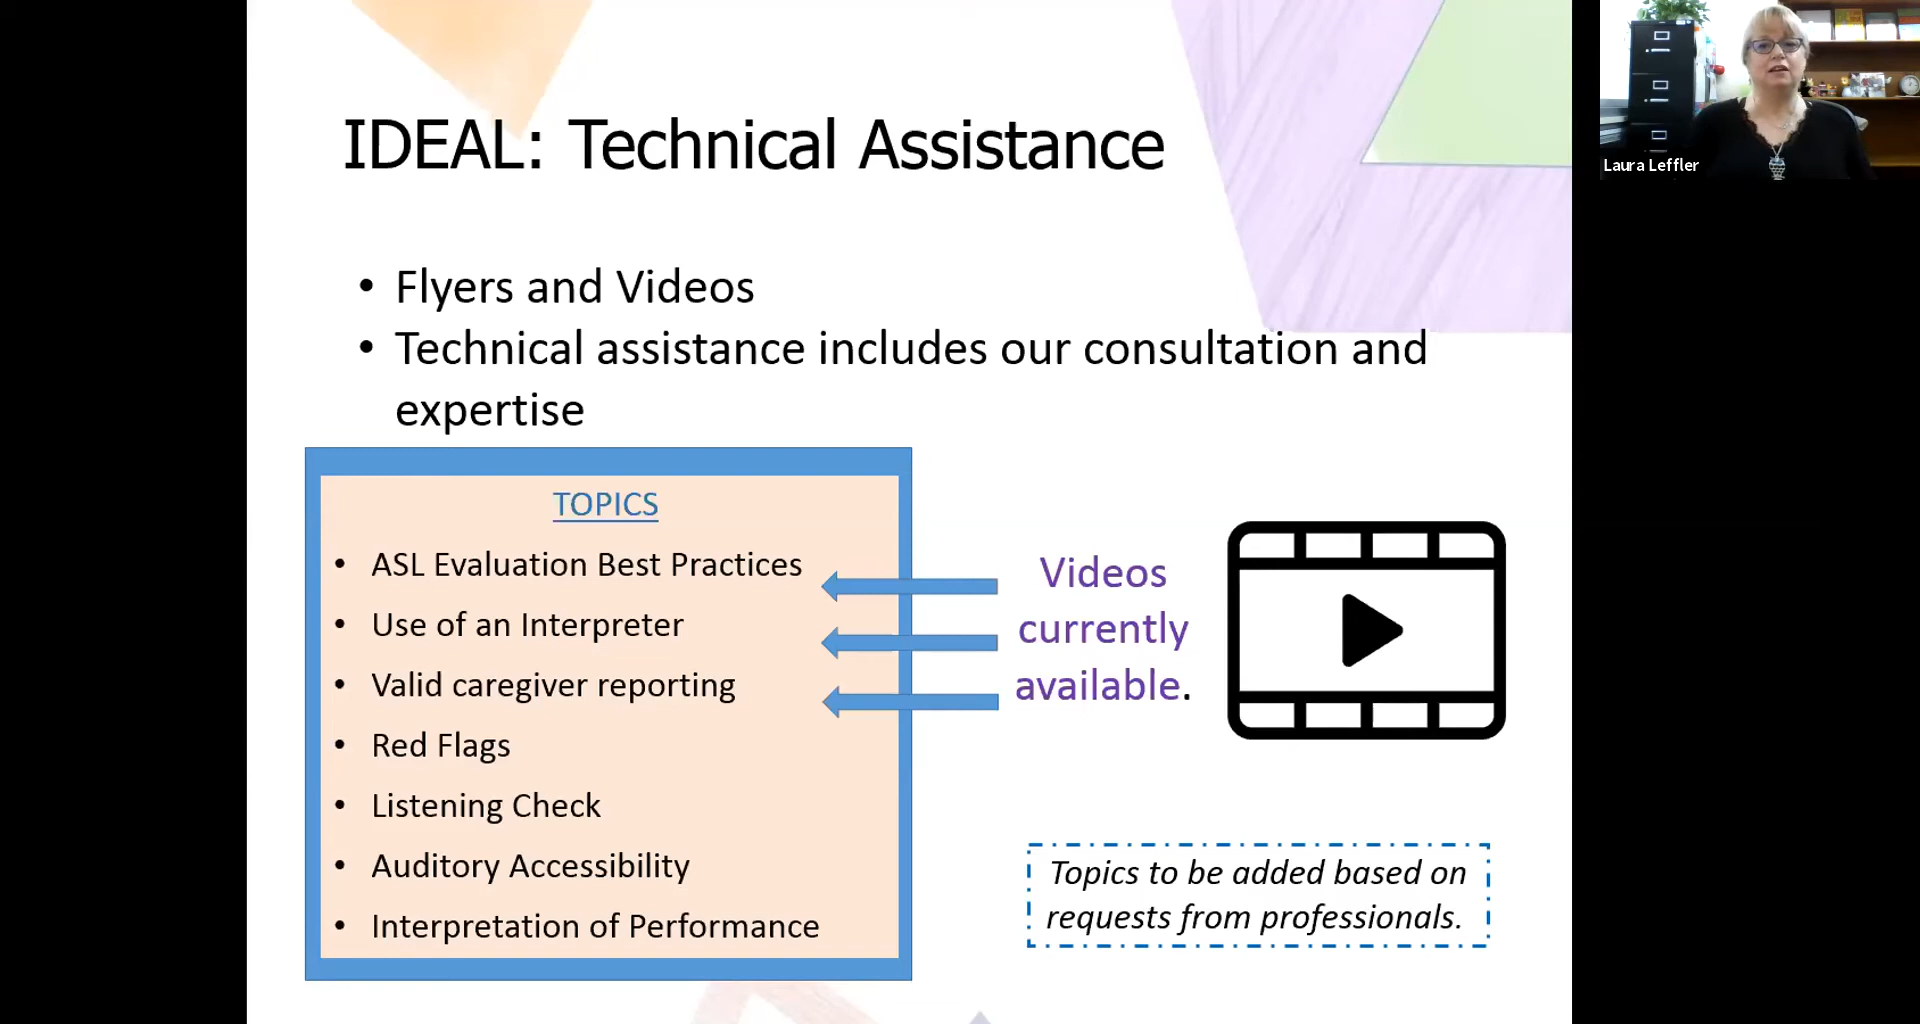 IDEAL: Technical Assistance
• Flyers and Videos
• Technical assistance includes our consultation and
expertise
TOPICS
• ASL Evaluation Best Practices
• Use of an Interpreter
• Valid caregiver reporting
• Red Flags
• Listening Check
• Auditory Accessibility
• Interpretation of Performance
Videos
currently
available.
Topics to be added based on
requests from professionals.
Laura Leffler